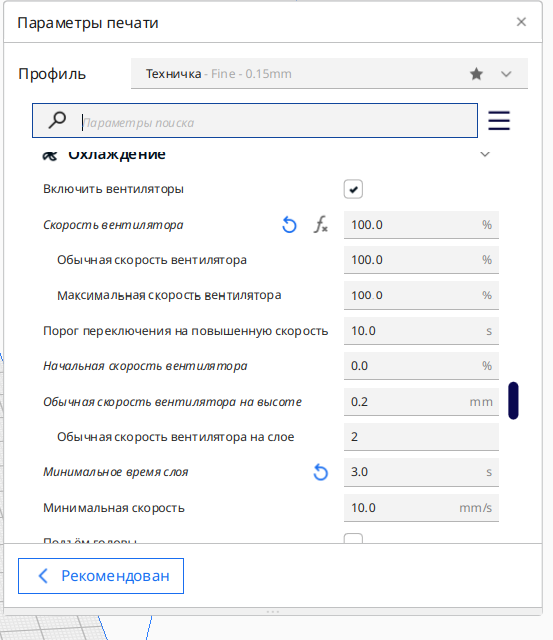 Параметры печати
Профиль
Техничка - Fine - 0.15mm
Параметры поиска
Охлаждение
Включить вентиляторы
Скорость вентилятора 100.0 %
Обычная скорость вентилятора 100.0 %
Максимальная скорость вентилятора 100.0 %
Порог переключения на повышенную скорость 10.0 s
Начальная скорость вентилятора 0.0 %
Обычная скорость вентилятора на высоте 0.2 mm
Обычная скорость вентилятора на слое 2
Минимальное время слоя 3.0 s
Минимальная скорость 10.0 mm/s
Подъём головы
Рекомендован